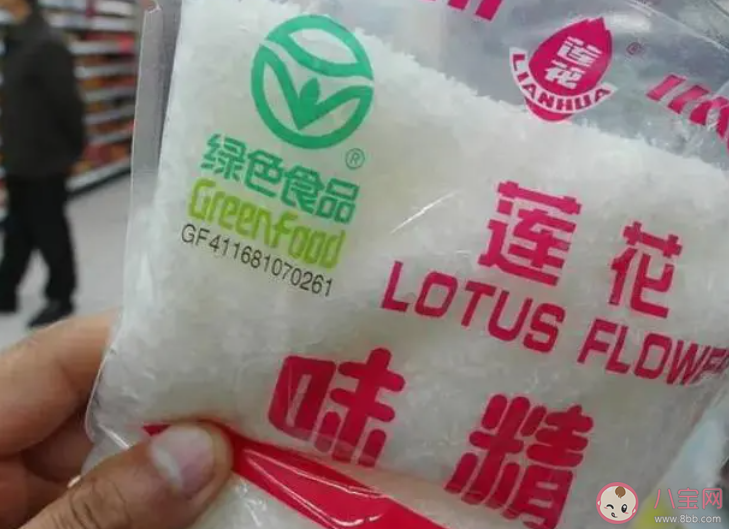 莲花
LIANHUA
®
®
绿色食品
Greenfood
GF411681070261
莲花
LOTUS FLOWER
味精
八宝网
www.8bb.com